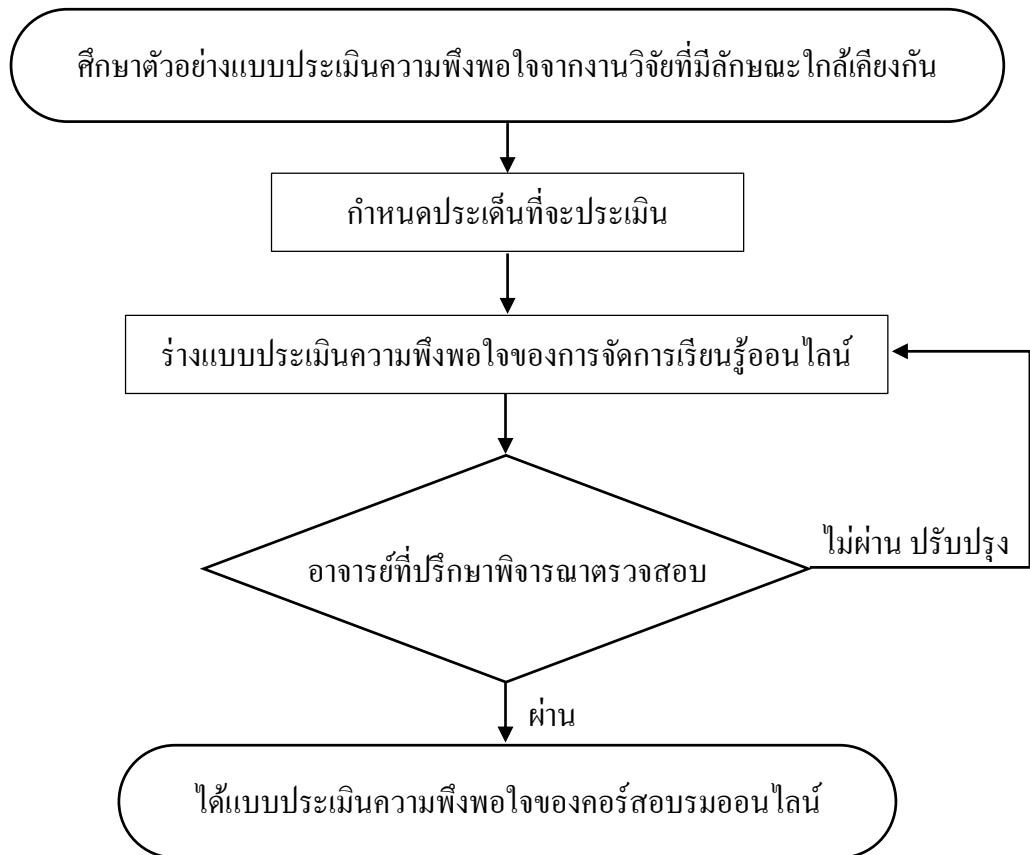 ศึกษาตัวอย่างแบบประเมินความพึงพอใจจากงานวิจัยที่มีลักษณะใกล้เคียงกัน
กำหนดประเด็นที่จะประเมิน
ร่างแบบประเมินความพึงพอใจของการจัดการเรียนรู้ออนไลน์
อาจารย์ที่ปรึกษาพิจารณาตรวจสอบ
ไม่ผ่าน ปรับปรุง
ผ่าน
ได้แบบประเมินความพึงพอใจของคอร์สอบรมออนไลน์